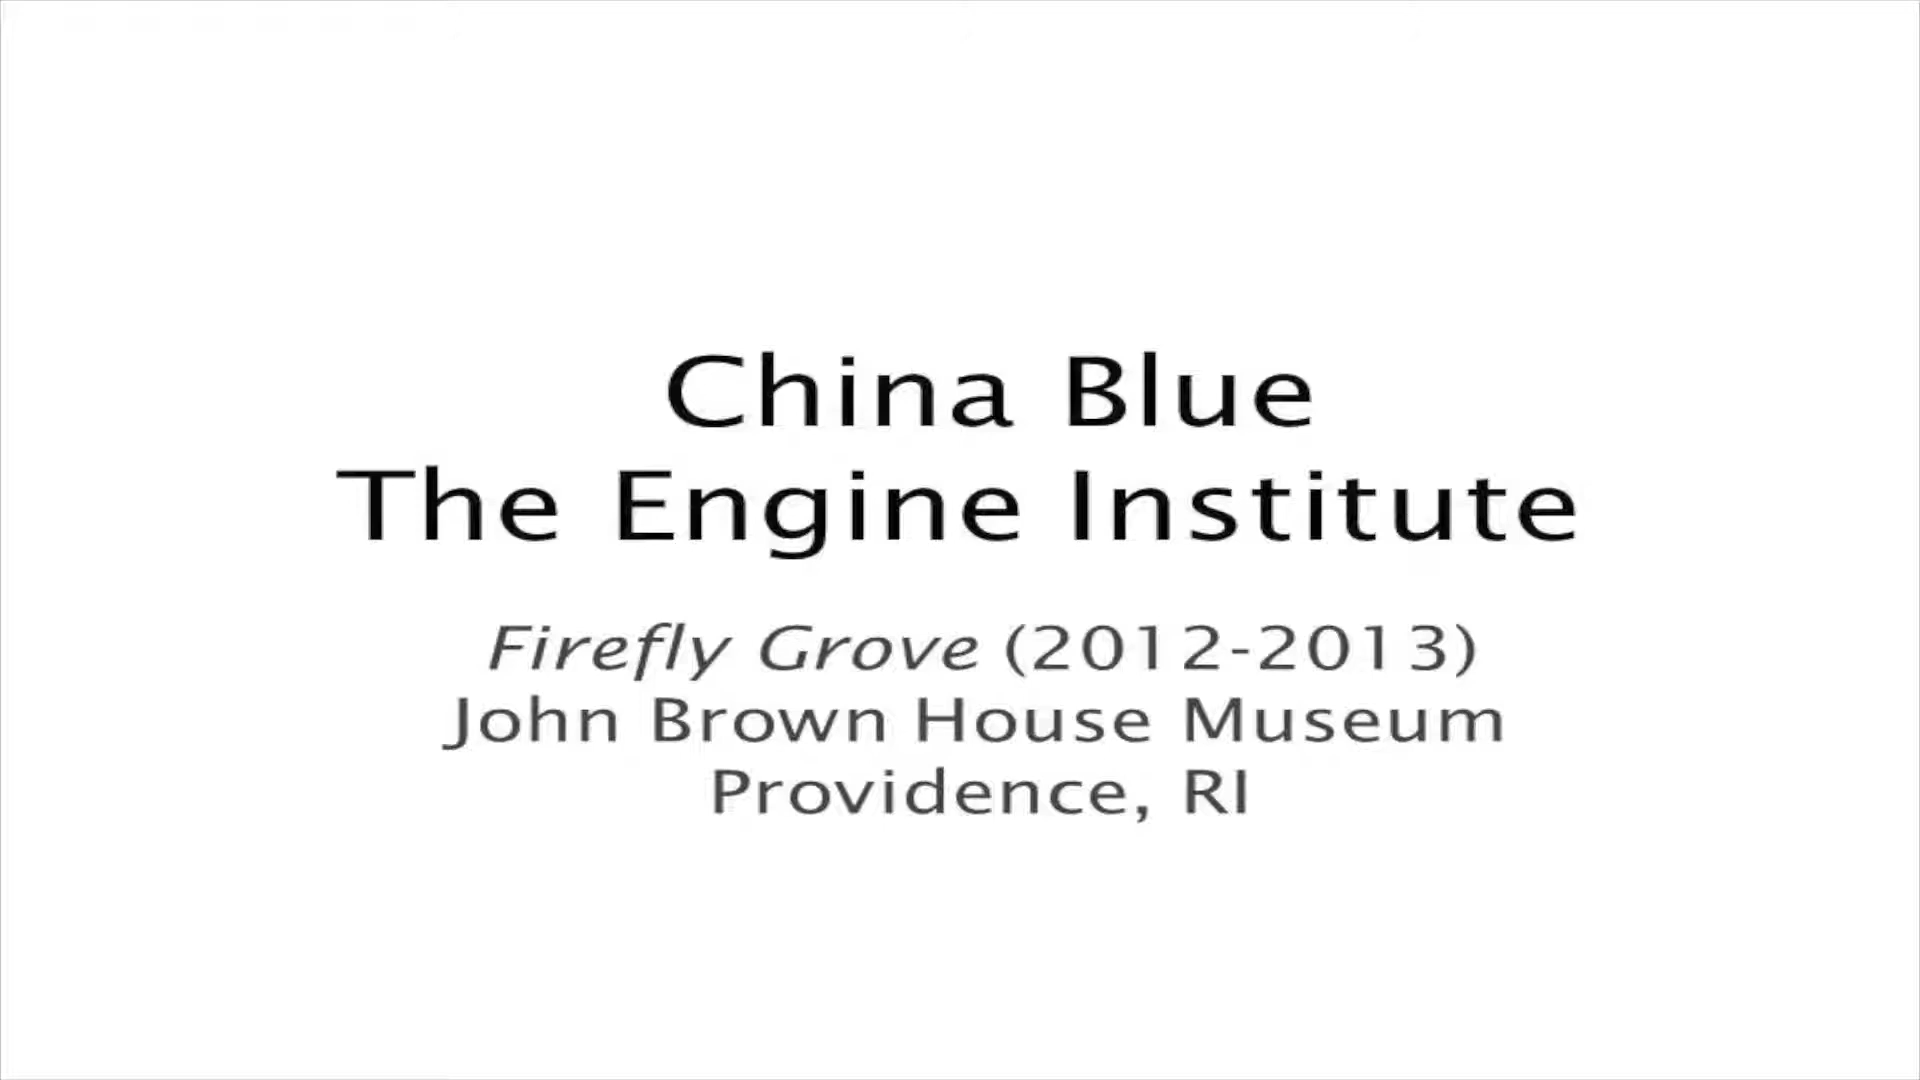 China Blue
The Engine Institute
Firefly Grove (2012-2013)
John Brown House Museum
Providence, RI